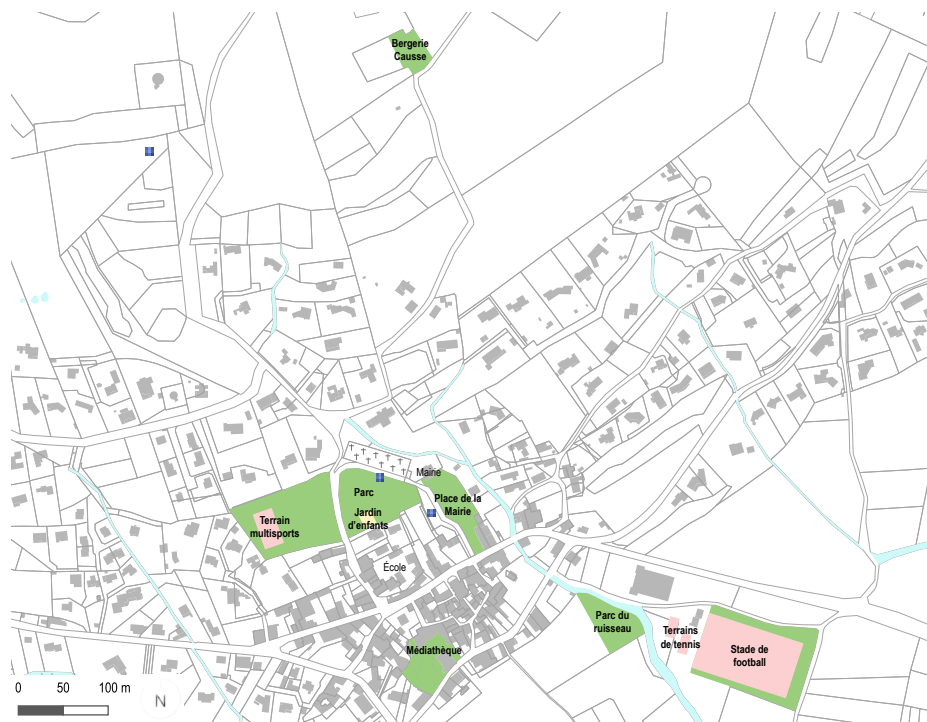 Bergerie
Causse
Mairie
Parc
Place de la
Mairie
Jardin
d'enfants
Terrain
multisports
École
Parc du
ruisseau
Terrains
de tennis
Stade de
football
Médiathèque
0 50 100 m
N